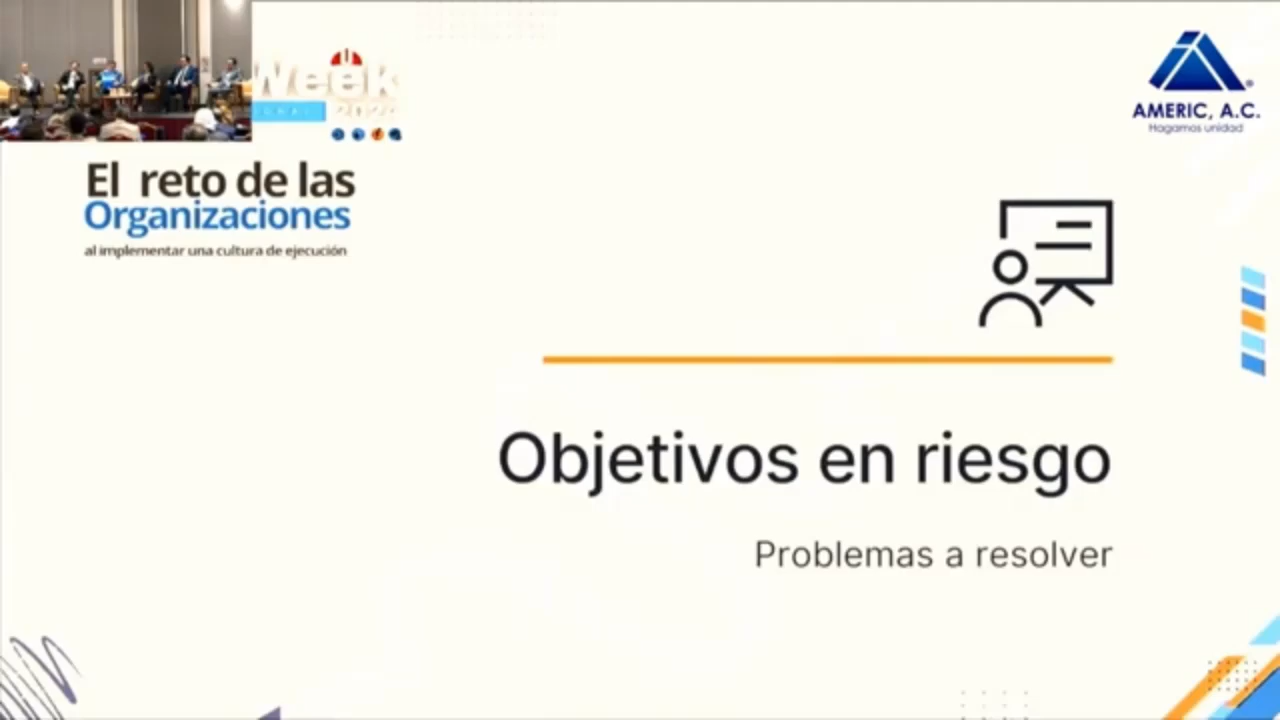 Week
AMERIC, A.C.
Hagamos unidad
El reto de las
Organizaciones
al implementar una cultura de ejecución
Objetivos en riesgo
Problemas a resolver